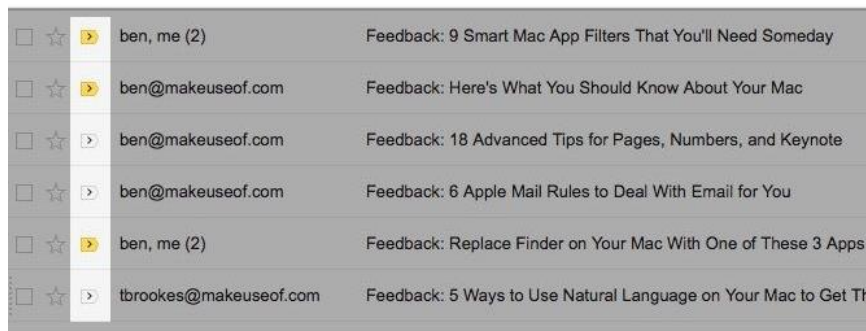 ben, me (2) Feedback: 9 Smart Mac App Filters That You'll Need Someday
ben@makeuseof.com Feedback: Here's What You Should Know About Your Mac
ben@makeuseof.com Feedback: 18 Advanced Tips for Pages, Numbers, and Keynote
ben@makeuseof.com Feedback: 6 Apple Mail Rules to Deal With Email for You
ben, me (2) Feedback: Replace Finder on Your Mac With One of These 3 Apps
tbrookes@makeuseof.com Feedback: 5 Ways to Use Natural Language on Your Mac to Get